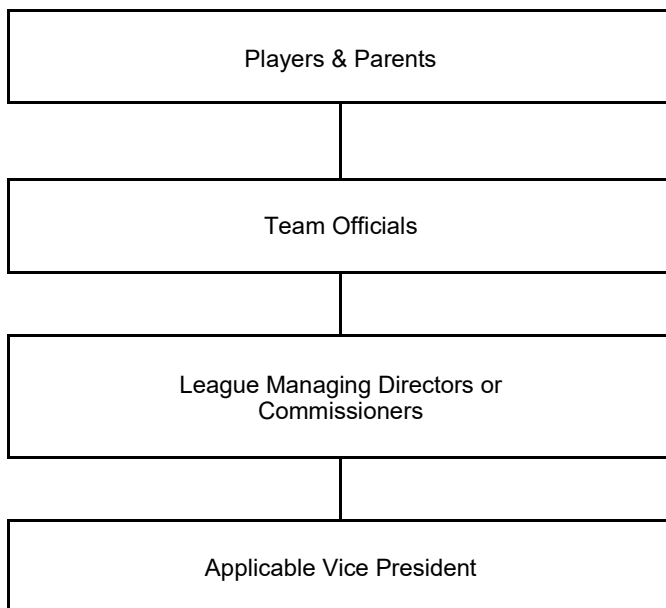 Players & Parents
Team Officials
League Managing Directors or
Commissioners
Applicable Vice President